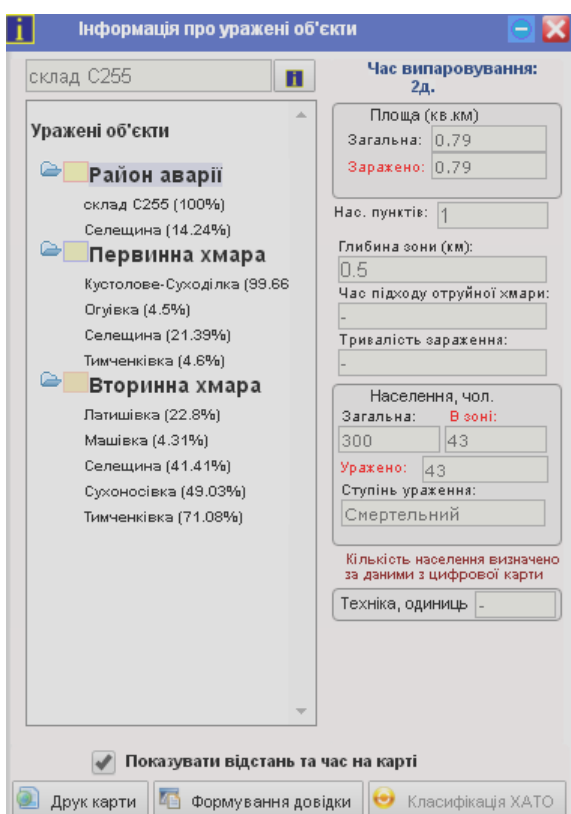 Інформація про уражені об'єкти
склад С255
Уражені об'єкти
Район аварії
склад С255 (100%)
Селещина (14.24%)
Первинна хмара
Кустолове-Суходілка (99.66
Огуївка (4.5%)
Селещина (21.39%)
Тимченківка (4.6%)
Вторинна хмара
Латишівка (22.8%)
Машівка (4.31%)
Селещина (41.41%)
Сухоносівка (49.03%)
Тимченківка (71.08%)
Час випаровування:
2д.
Площа (кв.км)
Загальна: 0.79
Заражено: 0.79
Нас. пунктів: 1
Глибина зони (км):
0.5
Час підходу отруйної хмари:
-
Тривалість зараження:
-
Населення, чол.
Загальна: В зоні:
300 43
Уражено: 43
Ступінь ураження:
Смертельний
Кількість населення визначено
за даними з цифрової карти
Техніка, одиниць -
Показувати відстань та час на карті
Друк карти Формування довідки Класифікація ХАТО